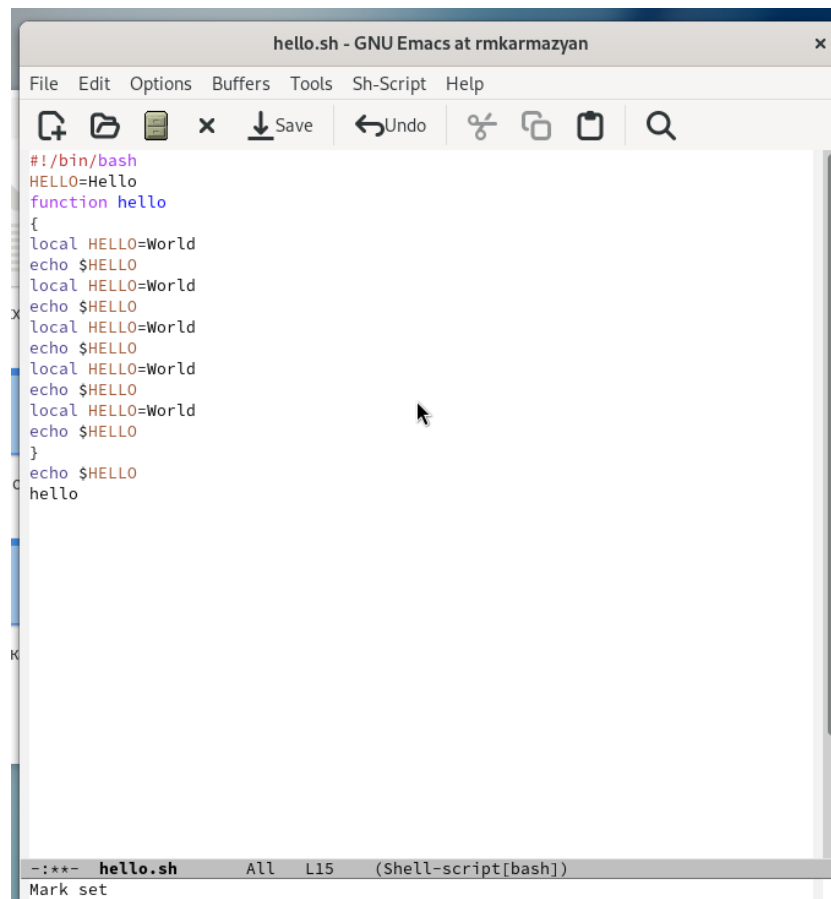 hello.sh - GNU Emacs at rmkarmazyan ×
File Edit Options Buffers Tools Sh-Script Help
Save Undo
#!/bin/bash
HELLO=Hello
function hello
{
local HELLO=World
echo $HELLO
local HELLO=World
echo $HELLO
local HELLO=World
echo $HELLO
local HELLO=World
echo $HELLO
local HELLO=World
echo $HELLO
}
echo $HELLO
hello
-:**- hello.sh All L15 (Shell-script[bash])
Mark set